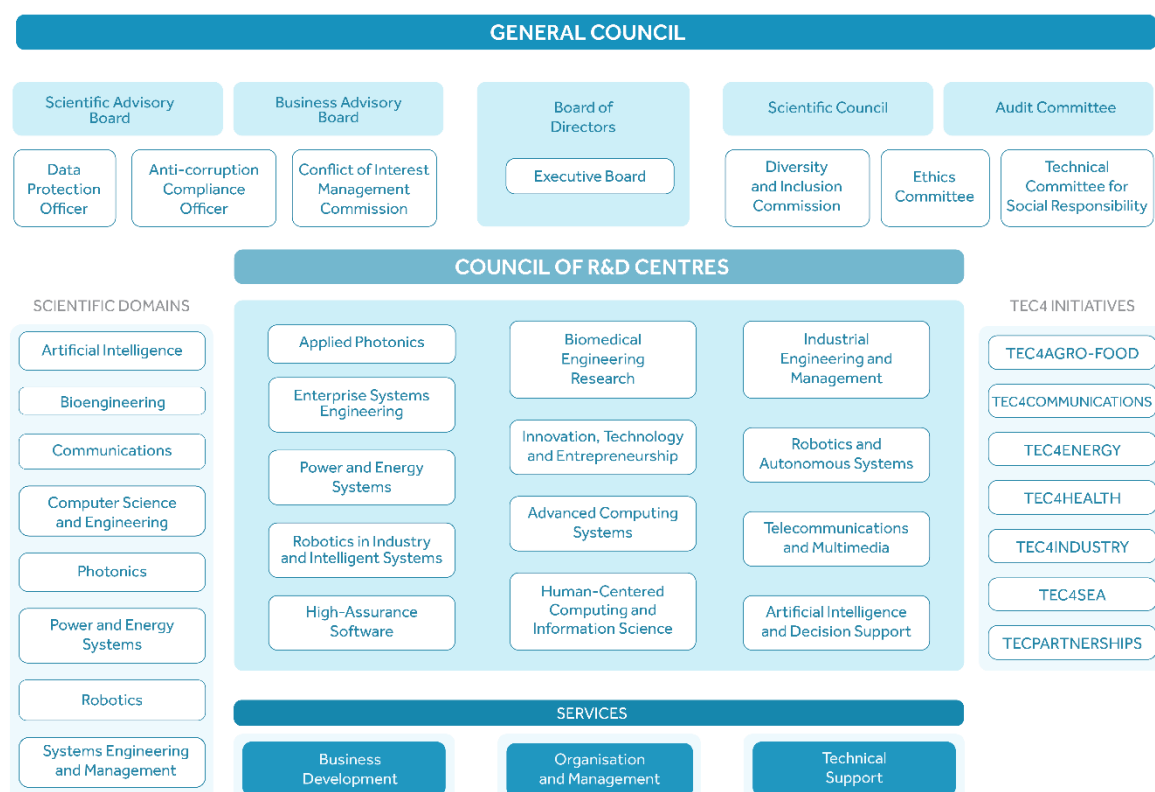 GENERAL COUNCIL
Scientific Advisory
Board
Business Advisory
Board
Board of
Directors
Executive Board
Scientific Council
Audit Committee
Data
Protection
Officer
Anti-corruption
Compliance
Officer
Conflict of Interest
Management
Commission
Diversity
and Inclusion
Commission
Ethics
Committee
Technical
Committee for
Social Responsibility
COUNCIL OF R&D CENTRES
SCIENTIFIC DOMAINS
Artificial Intelligence
Bioengineering
Communications
Computer Science
and Engineering
Photonics
Power and Energy
Systems
Robotics
Systems Engineering
and Management
Applied Photonics
Enterprise Systems
Engineering
Power and Energy
Systems
Robotics in Industry
and Intelligent Systems
High-Assurance
Software
Biomedical
Engineering
Research
Innovation, Technology
and Entrepreneurship
Advanced Computing
Systems
Human-Centered
Computing and
Information Science
Industrial
Engineering and
Management
Robotics and
Autonomous Systems
Telecommunications
and Multimedia
Artificial Intelligence
and Decision Support
TEC4 INITIATIVES
TEC4AGRO-FOOD
TEC4COMMUNICATIONS
TEC4ENERGY
TEC4HEALTH
TEC4INDUSTRY
TEC4SEA
TECPARTNERSHIPS
SERVICES
Business
Development
Organisation
and Management
Technical
Support